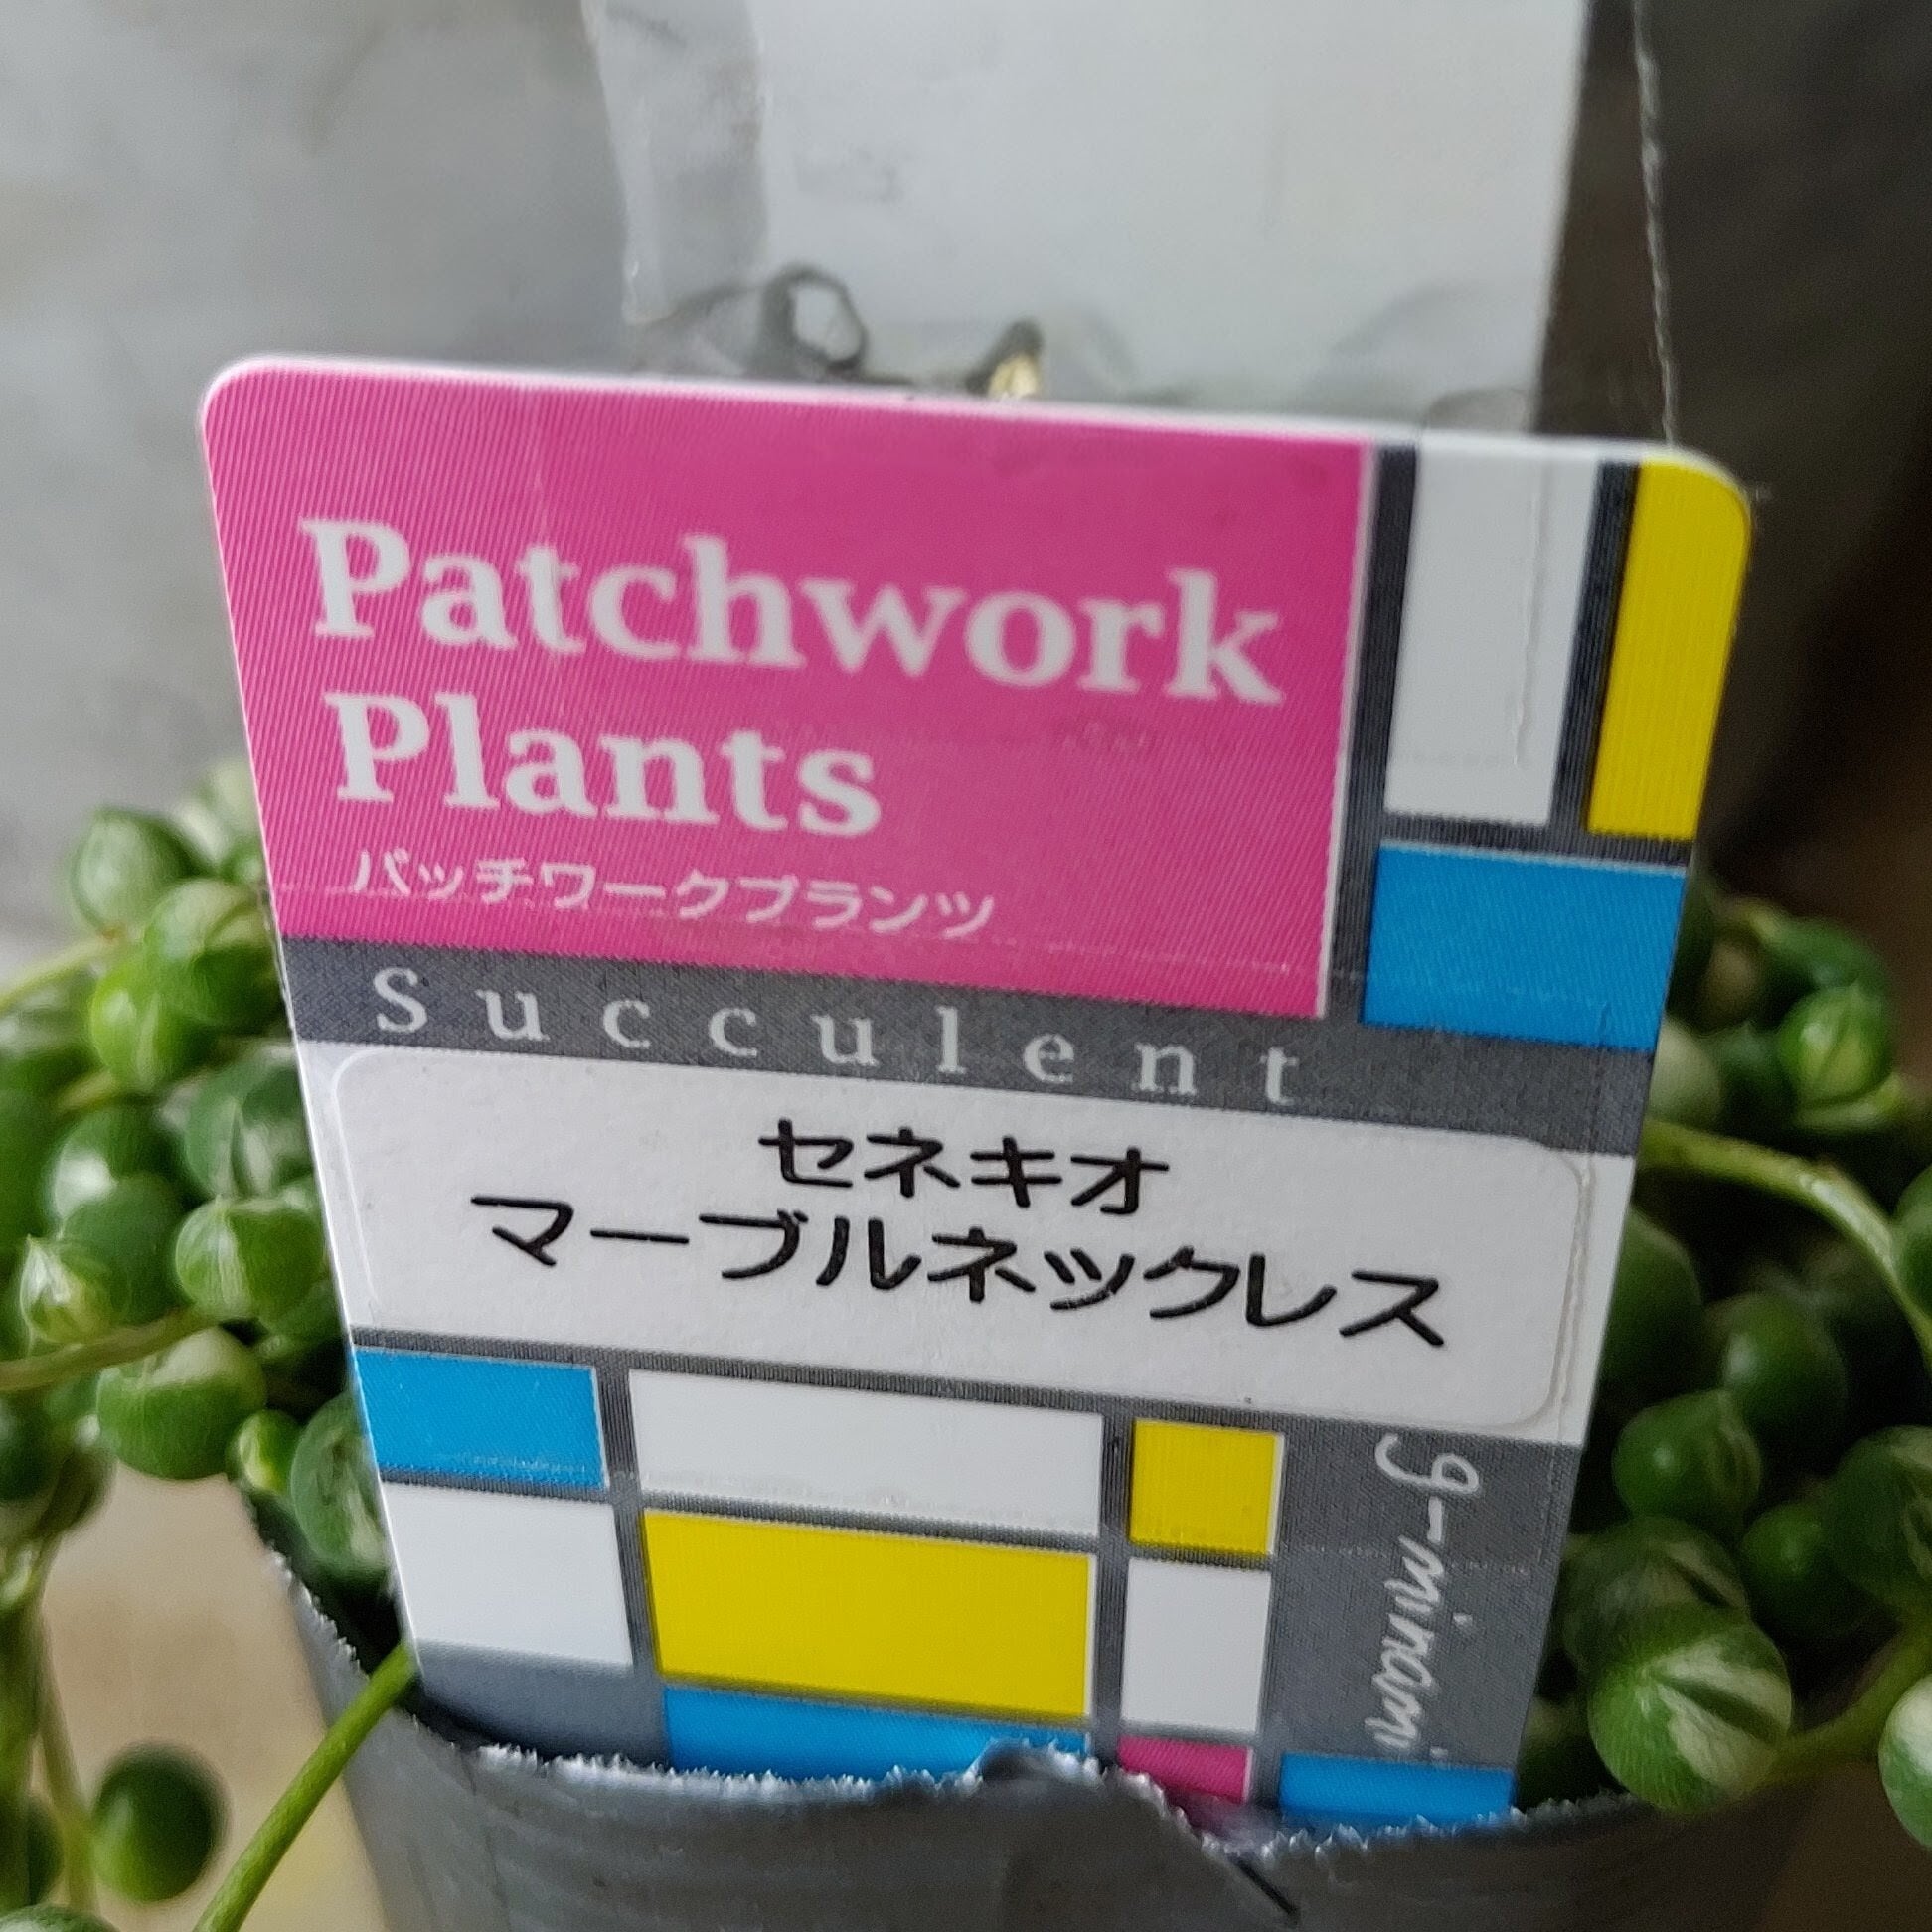 Patchwork
Plants
パッチワークプランツ
Succulent
セネキオ
マーブルネックレス
g-minami